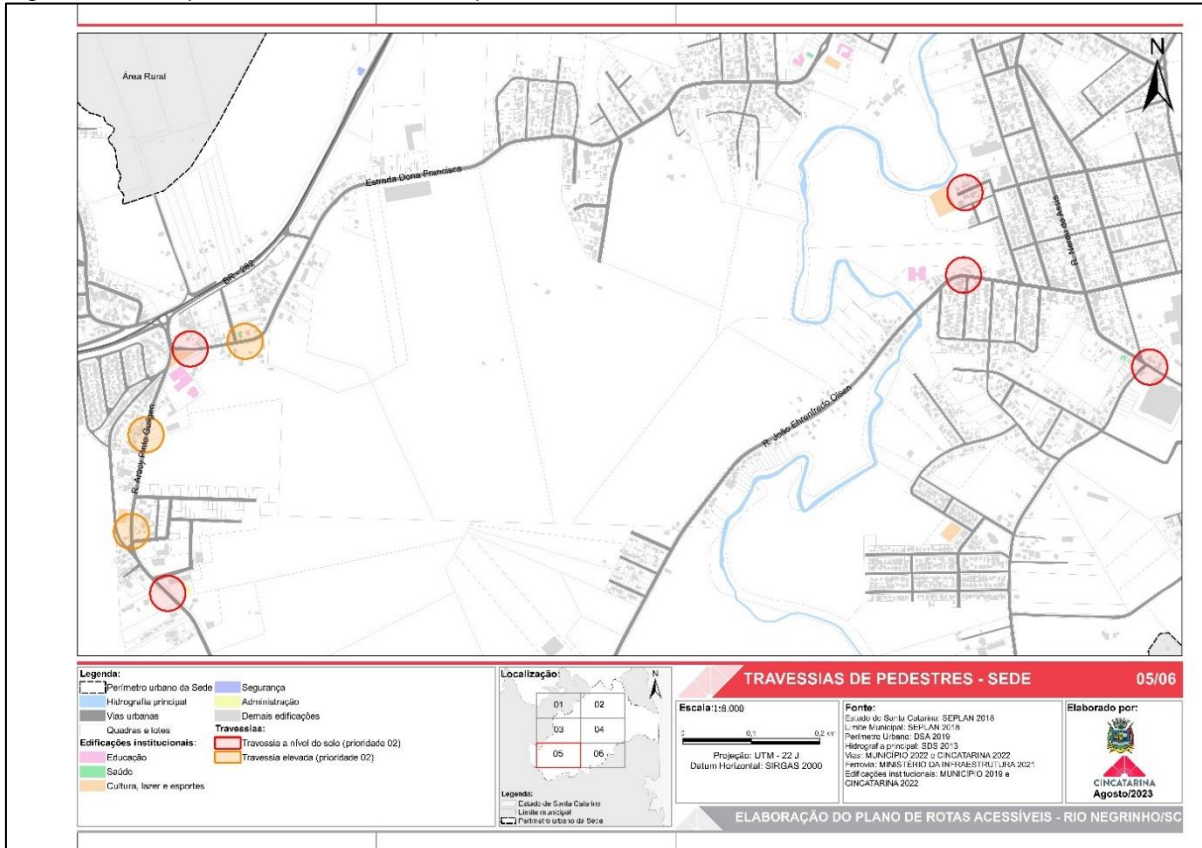 N
Área Rural
Estrada Dona Francisca
BR - 282
R. Nereu de Assis
R. João Ehrenfredo Olsen
R. Aracy Pinto
Legenda:
Perímetro urbano da Sede
Hidrografia principal
Vias urbanas
Quadras e lotes
Edificações institucionais:
Educação
Saúde
Cultura, lazer e esportes
Segurança
Administração
Demais edificações
Travessias:
Travessia a nível do solo (prioridade 02)
Travessia elevada (prioridade 02)
Localização:
N
01 02
03 04
05 06
Legenda:
Estado de Santa Catarina
Limite municipal
Perímetro urbano da Sede
TRAVESSIAS DE PEDESTRES - SEDE 05/06
Escala:1:8.000
0 0,1 0,2 km
Projeção: UTM - 22 J
Datum Horizontal: SIRGAS 2000
Fonte:
Estado de Santa Catarina: SEPLAN 2018
Limite Municipal: SEPLAN 2018
Perímetro Urbano: DSA 2019
Hidrografia principal: SDS 2013
Vias: MUNICÍPIO 2022 e CINCATARINA 2022
Ferrovia: MINISTÉRIO DA INFRAESTRUTURA 2021
Edificações institucionais: MUNICÍPIO 2019 e
CINCATARINA 2022
Elaborado por:
CINCATARINA
Agosto/2023
ELABORAÇÃO DO PLANO DE ROTAS ACESSÍVEIS - RIO NEGRINHO/SC